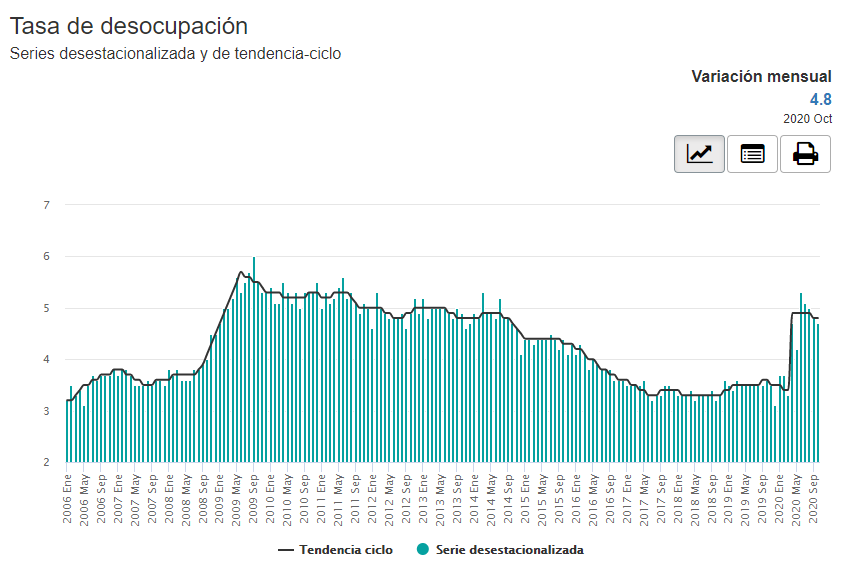 Tasa de desocupación
Series desestacionalizada y de tendencia-ciclo
Variación mensual
4.8
2020 Oct
7
6
5
4
3
2
2006 Ene
2006 May
2006 Sep
2007 Ene
2007 May
2007 Sep
2008 Ene
2008 May
2008 Sep
2009 Ene
2009 May
2009 Sep
2010 Ene
2010 May
2010 Sep
2011 Ene
2011 May
2011 Sep
2012 Ene
2012 May
2012 Sep
2013 Ene
2013 May
2013 Sep
2014 Ene
2014 May
2014 Sep
2015 Ene
2015 May
2015 Sep
2016 Ene
2016 May
2016 Sep
2017 Ene
2017 May
2017 Sep
2018 Ene
2018 May
2018 Sep
2019 Ene
2019 May
2019 Sep
2020 Ene
2020 May
2020 Sep
Tendencia ciclo
Serie desestacionalizada